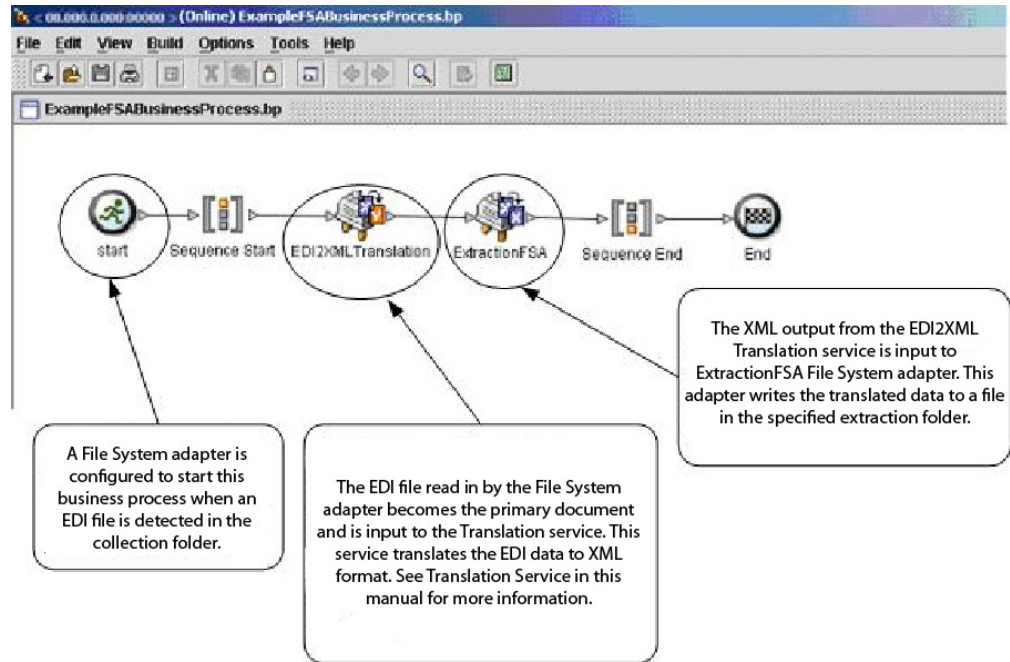 < 00.000.0.000 00000 > (Online) ExampleFSABusinessProcess.bp
File Edit View Build Options Tools Help
ExampleFSABusinessProcess.bp
start
Sequence Start
EDI2XMLTranslation
ExtractionFSA
Sequence End
End
The XML output from the EDI2XML
Translation service is input to
ExtractionFSA File System adapter. This
adapter writes the translated data to a file
in the specified extraction folder.
A File System adapter is
configured to start this
business process when an
EDI file is detected in the
collection folder.
The EDI file read in by the File System
adapter becomes the primary document
and is input to the Translation service. This
service translates the EDI data to XML
format. See Translation Service in this
manual for more information.